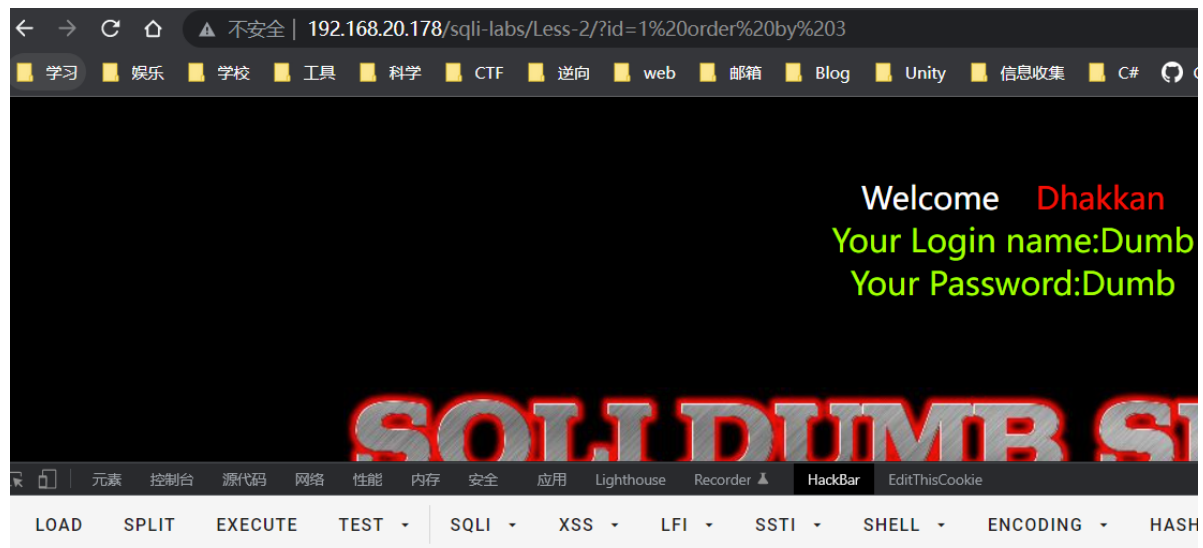 不安全 | 192.168.20.178/sqli-labs/Less-2/?id=1%20order%20by%203
学习 娱乐 学校 工具 科学 CTF 逆向 web 邮箱 Blog Unity 信息收集 C#
Welcome Dhakkan
Your Login name:Dumb
Your Password:Dumb
SQLI DUMB
元素 控制台 源代码 网络 性能 内存 安全 应用 Lighthouse Recorder HackBar EditThisCookie
LOAD SPLIT EXECUTE TEST SQLI XSS LFI SSTI SHELL ENCODING HASH